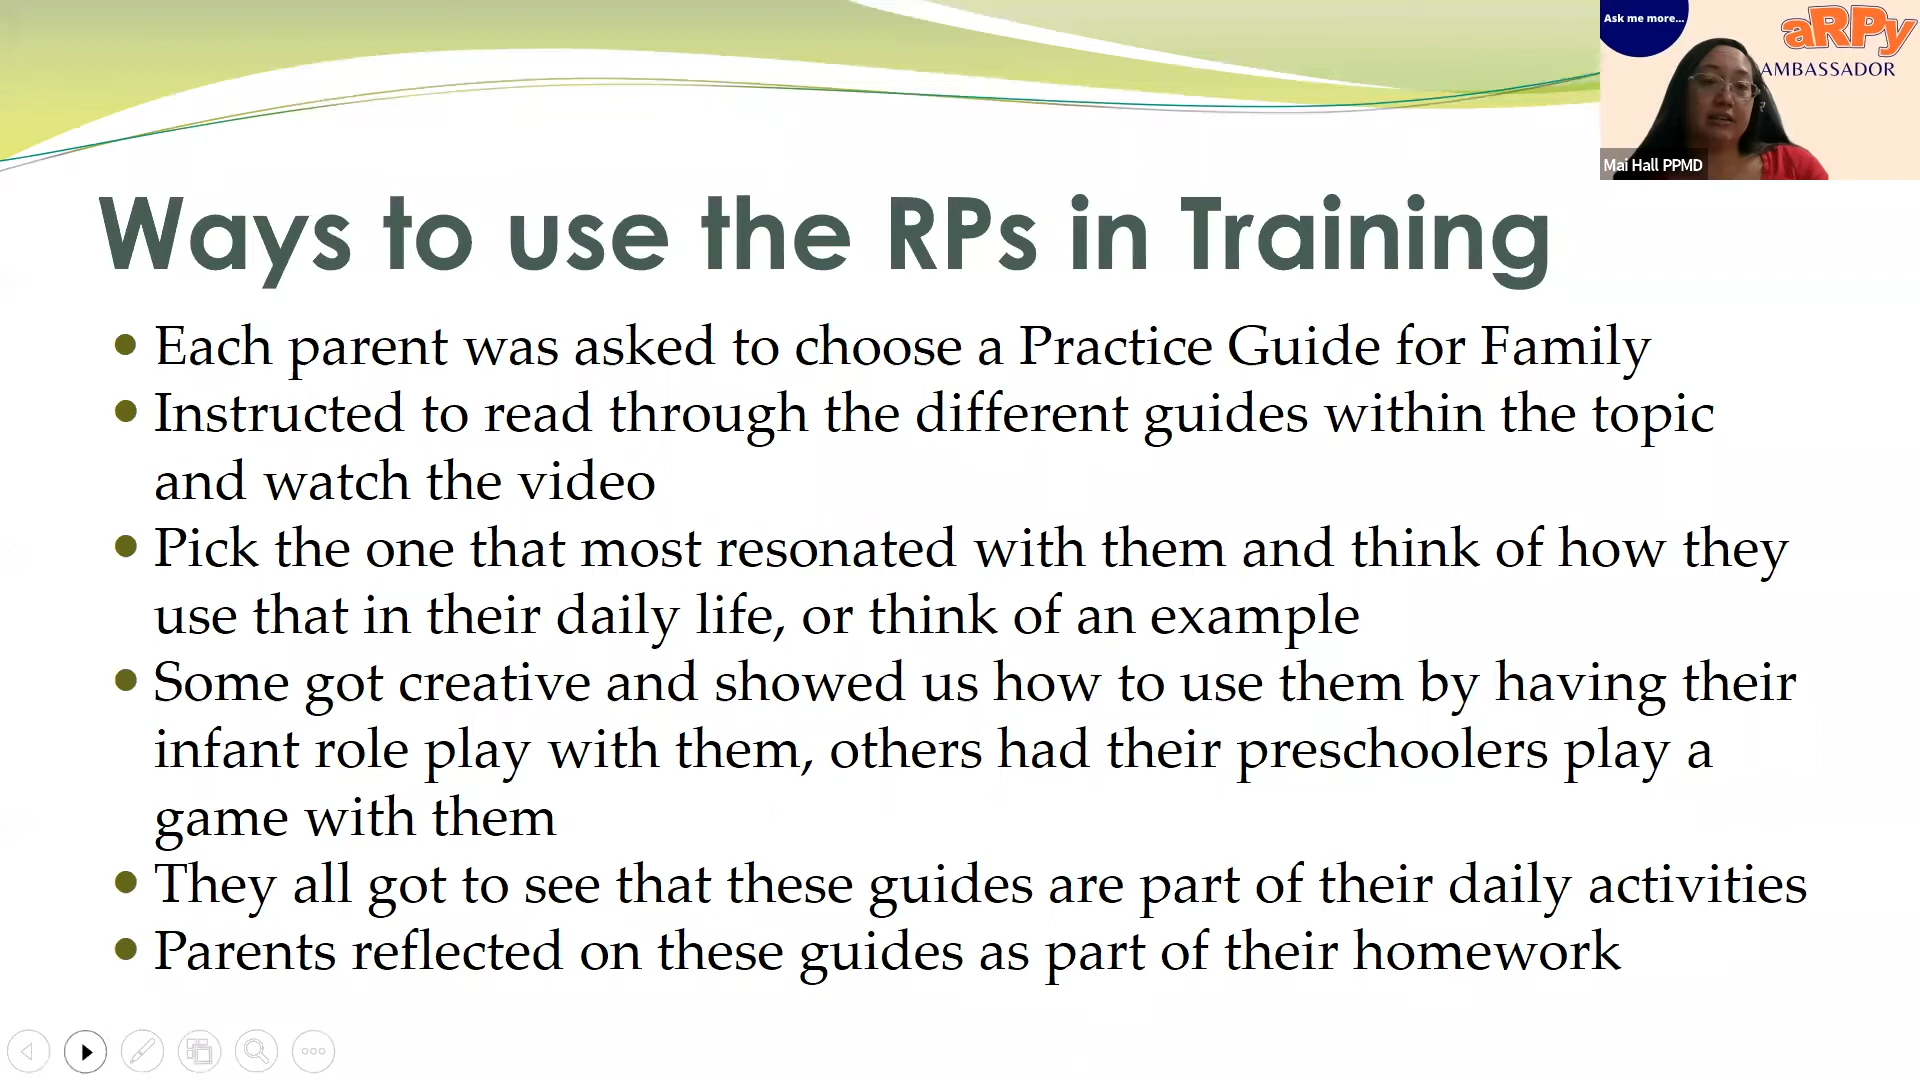 Ask me more...
aRPy
AMBASSADOR
Mai Hall PPMD
Ways to use the RPs in Training
Each parent was asked to choose a Practice Guide for Family
Instructed to read through the different guides within the topic
and watch the video
Pick the one that most resonated with them and think of how they
use that in their daily life, or think of an example
Some got creative and showed us how to use them by having their
infant role play with them, others had their preschoolers play a
game with them
They all got to see that these guides are part of their daily activities
Parents reflected on these guides as part of their homework